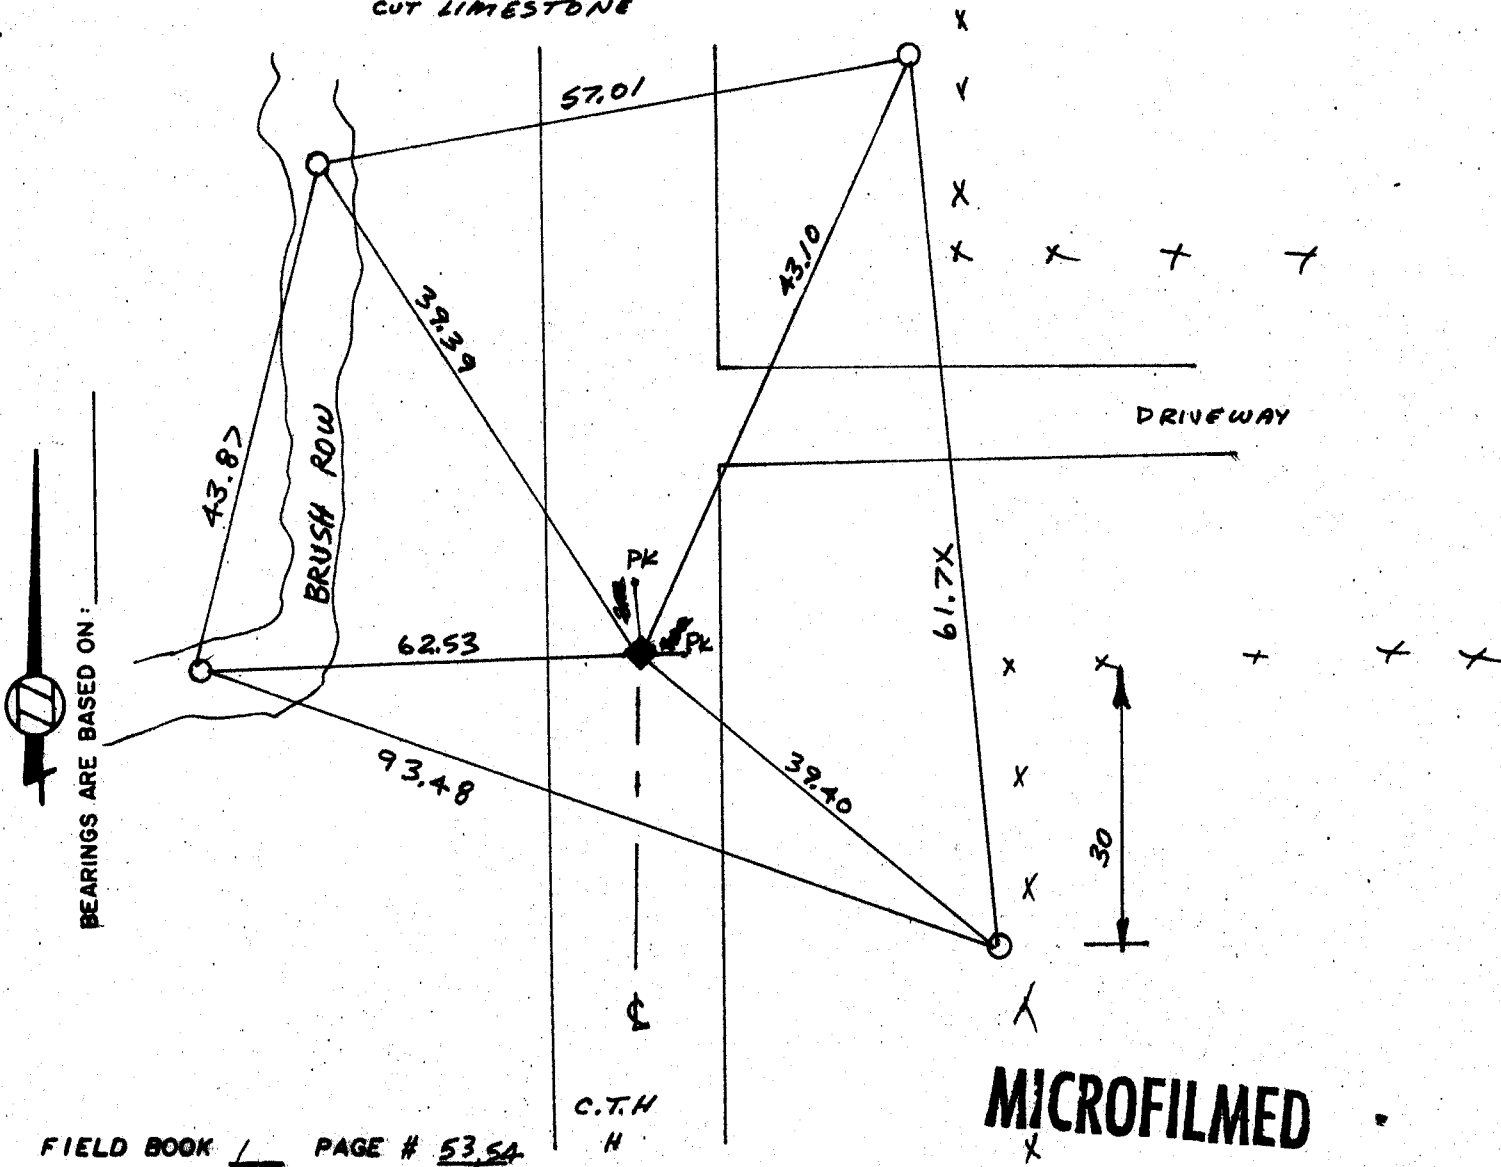 CUT LIMESTONE
57.01
43.10
39.39
DRIVEWAY
43.87
BRUSH ROW
PK
PK
62.53
61.7X
BEARINGS ARE BASED ON:
93.48
39.40
30
℄
C.T.H
H
MICROFILMED
FIELD BOOK 1 PAGE # 53,54